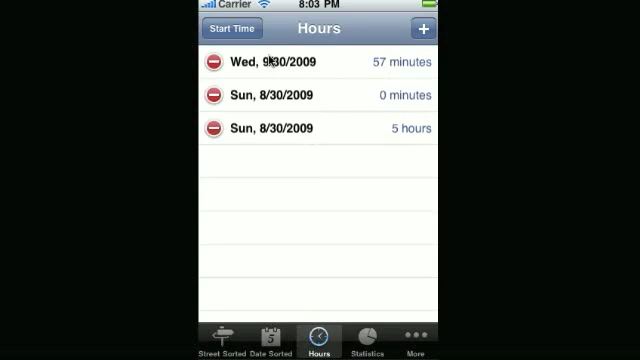 Carrier 8:03 PM
Start Time Hours +
Wed, 9/30/2009 57 minutes
Sun, 8/30/2009 0 minutes
Sun, 8/30/2009 5 hours
5
Street Sorted Date Sorted Hours Statistics More